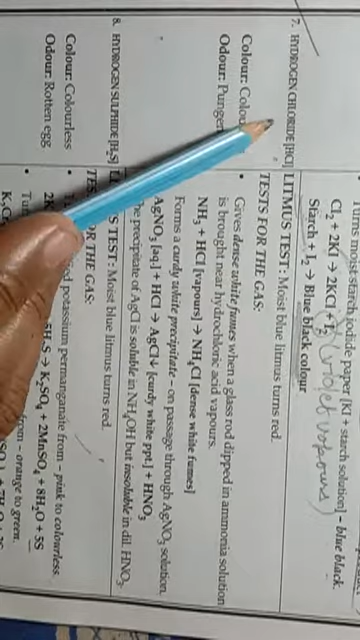 Turns moist starch iodide paper [KI + starch solution] – blue black.
Cl₂ + 2KI → 2KCl + I₂
(violet vapours)
Starch + I₂ → Blue black colour
7. HYDROGEN CHLORIDE [HCl]
Colour:
Odour:
LITMUS TEST : Moist blue litmus turns red.
TESTS FOR THE GAS:
• Gives dense white fumes when a glass rod dipped in ammonia solution
is brought near hydrochloric acid vapours.
NH₃ + HCl [vapours] → NH₄Cl [dense white fumes]
Forms a curdy white precipitate – on passage through AgNO₃ solution.
AgNO₃ [aq.] + HCl → AgCl↓ [curdy white ppt.] + HNO₃
The precipitate of AgCl is soluble in NH₄OH but insoluble in dil. HNO₃.
8. HYDROGEN SULPHIDE [H₂S]
Colour: Colourless
Odour: Rotten egg
TEST : Moist blue litmus turns red.
FOR THE GAS:
potassium permanganate from – pink to colourless.
5H₂S → K₂SO₄ + 2MnSO₄ + 8H₂O + 5S
from – orange to green.